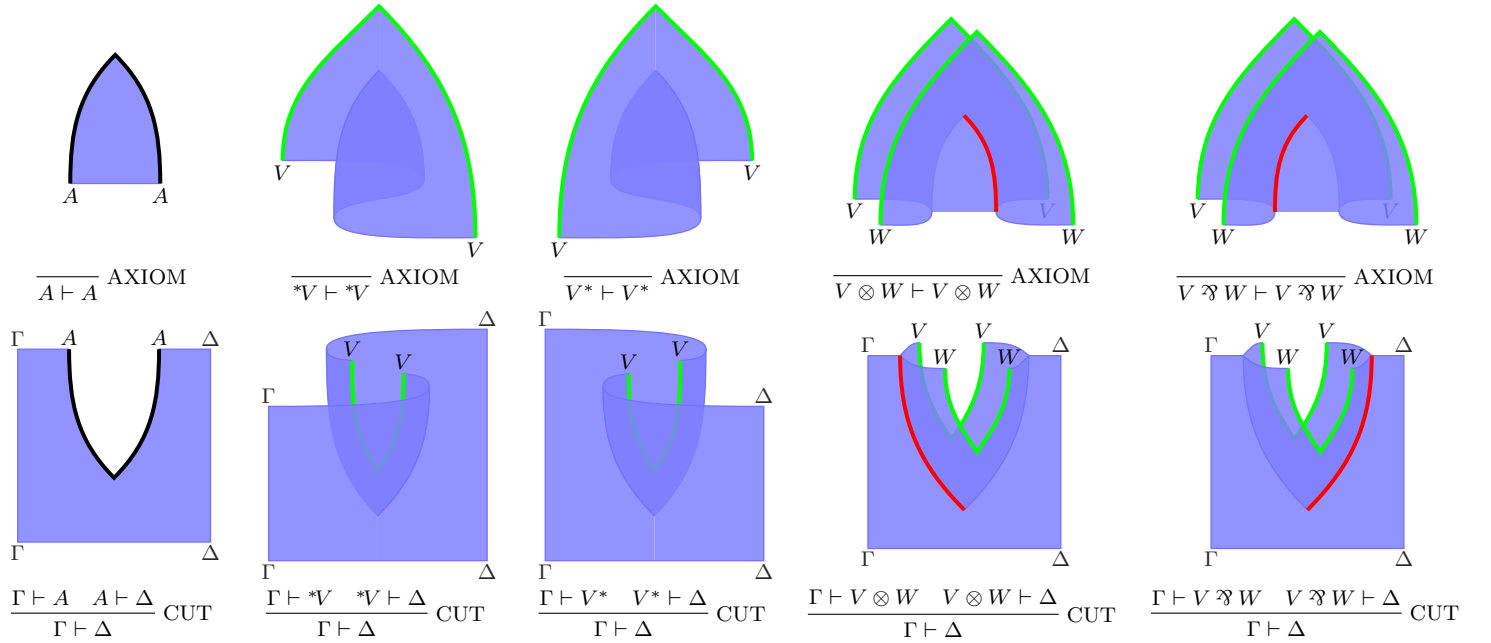 A A
V V
V V
V W V W
V W V W
A ⊢ A AXIOM
*V ⊢ *V AXIOM
V* ⊢ V* AXIOM
V ⊗ W ⊢ V ⊗ W AXIOM
V ⅋ W ⊢ V ⅋ W AXIOM
Γ A A Δ
Γ Δ
Δ
V V
Γ
Γ Δ
Γ
V V
Δ
Γ Δ
V V
Γ W W Δ
Γ Δ
V V
Γ W W Δ
Γ Δ
Γ ⊢ A A ⊢ Δ CUT
Γ ⊢ Δ
Γ ⊢ *V *V ⊢ Δ CUT
Γ ⊢ Δ
Γ ⊢ V* V* ⊢ Δ CUT
Γ ⊢ Δ
Γ ⊢ V ⊗ W V ⊗ W ⊢ Δ CUT
Γ ⊢ Δ
Γ ⊢ V ⅋ W V ⅋ W ⊢ Δ CUT
Γ ⊢ Δ